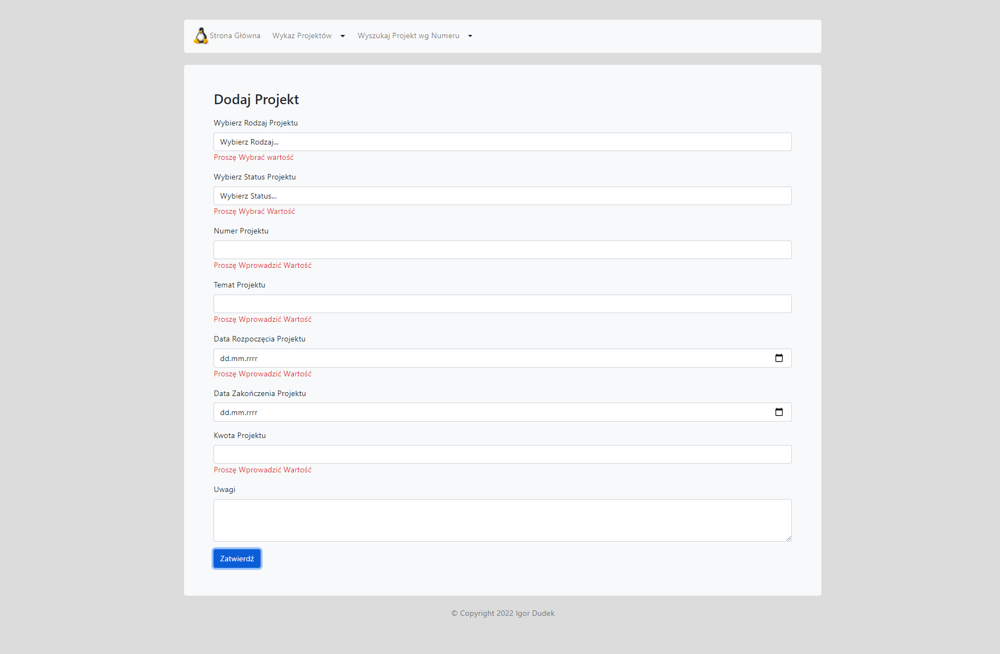 Strona Główna Wykaz Projektów Wyszukaj Projekt wg Numeru
Dodaj Projekt
Wybierz Rodzaj Projektu
Wybierz Rodzaj...
Proszę Wybrać wartość
Wybierz Status Projektu
Wybierz Status...
Proszę Wybrać Wartość
Numer Projektu
Proszę Wprowadzić Wartość
Temat Projektu
Proszę Wprowadzić Wartość
Data Rozpoczęcia Projektu
dd.mm.rrrr
Proszę Wprowadzić Wartość
Data Zakończenia Projektu
dd.mm.rrrr
Kwota Projektu
Proszę Wprowadzić Wartość
Uwagi
Zatwierdź
© Copyright 2022 Igor Dudek